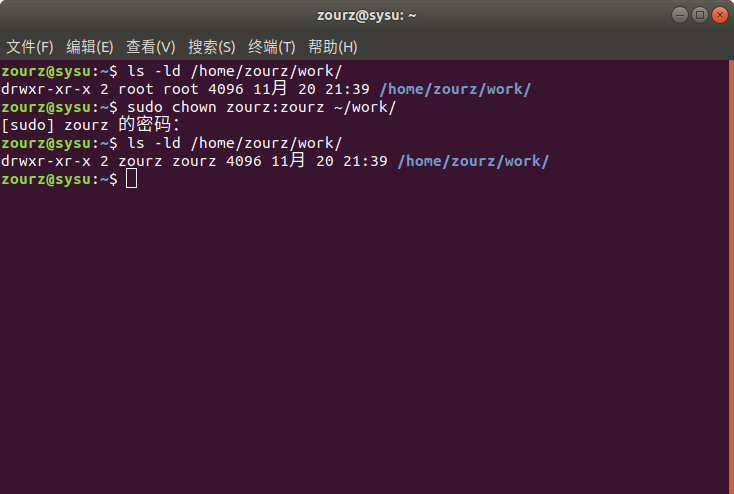 zourz@sysu: ~
文件(F) 编辑(E) 查看(V) 搜索(S) 终端(T) 帮助(H)
zourz@sysu:~$ ls -ld /home/zourz/work/
drwxr-xr-x 2 root root 4096 11月 20 21:39 /home/zourz/work/
zourz@sysu:~$ sudo chown zourz:zourz ~/work/
[sudo] zourz 的密码：
zourz@sysu:~$ ls -ld /home/zourz/work/
drwxr-xr-x 2 zourz zourz 4096 11月 20 21:39 /home/zourz/work/
zourz@sysu:~$